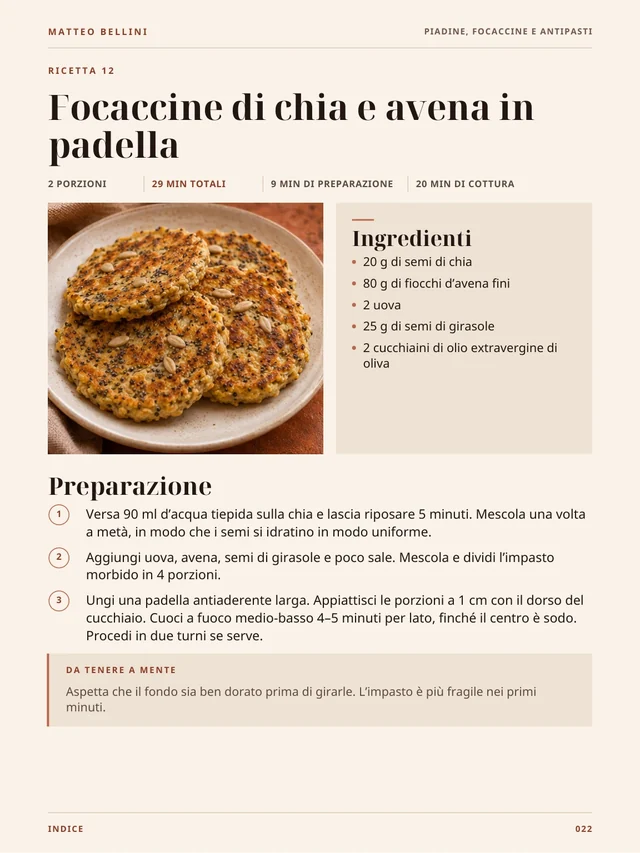 MATTEO BELLINI
PIADINE, FOCACCINE E ANTIPASTI
RICETTA 12
Focaccine di chia e avena in
padella
2 PORZIONI
29 MIN TOTALI
9 MIN DI PREPARAZIONE
20 MIN DI COTTURA
Ingredienti
• 20 g di semi di chia
• 80 g di fiocchi d’avena fini
• 2 uova
• 25 g di semi di girasole
• 2 cucchiaini di olio extravergine di
oliva
Preparazione
1 Versa 90 ml d’acqua tiepida sulla chia e lascia riposare 5 minuti. Mescola una volta
a metà, in modo che i semi si idratino in modo uniforme.
2 Aggiungi uova, avena, semi di girasole e poco sale. Mescola e dividi l’impasto
morbido in 4 porzioni.
3 Ungi una padella antiaderente larga. Appiattisci le porzioni a 1 cm con il dorso del
cucchiaio. Cuoci a fuoco medio-basso 4–5 minuti per lato, finché il centro è sodo.
Procedi in due turni se serve.
DA TENERE A MENTE
Aspetta che il fondo sia ben dorato prima di girarle. L’impasto è più fragile nei primi
minuti.
INDICE
022